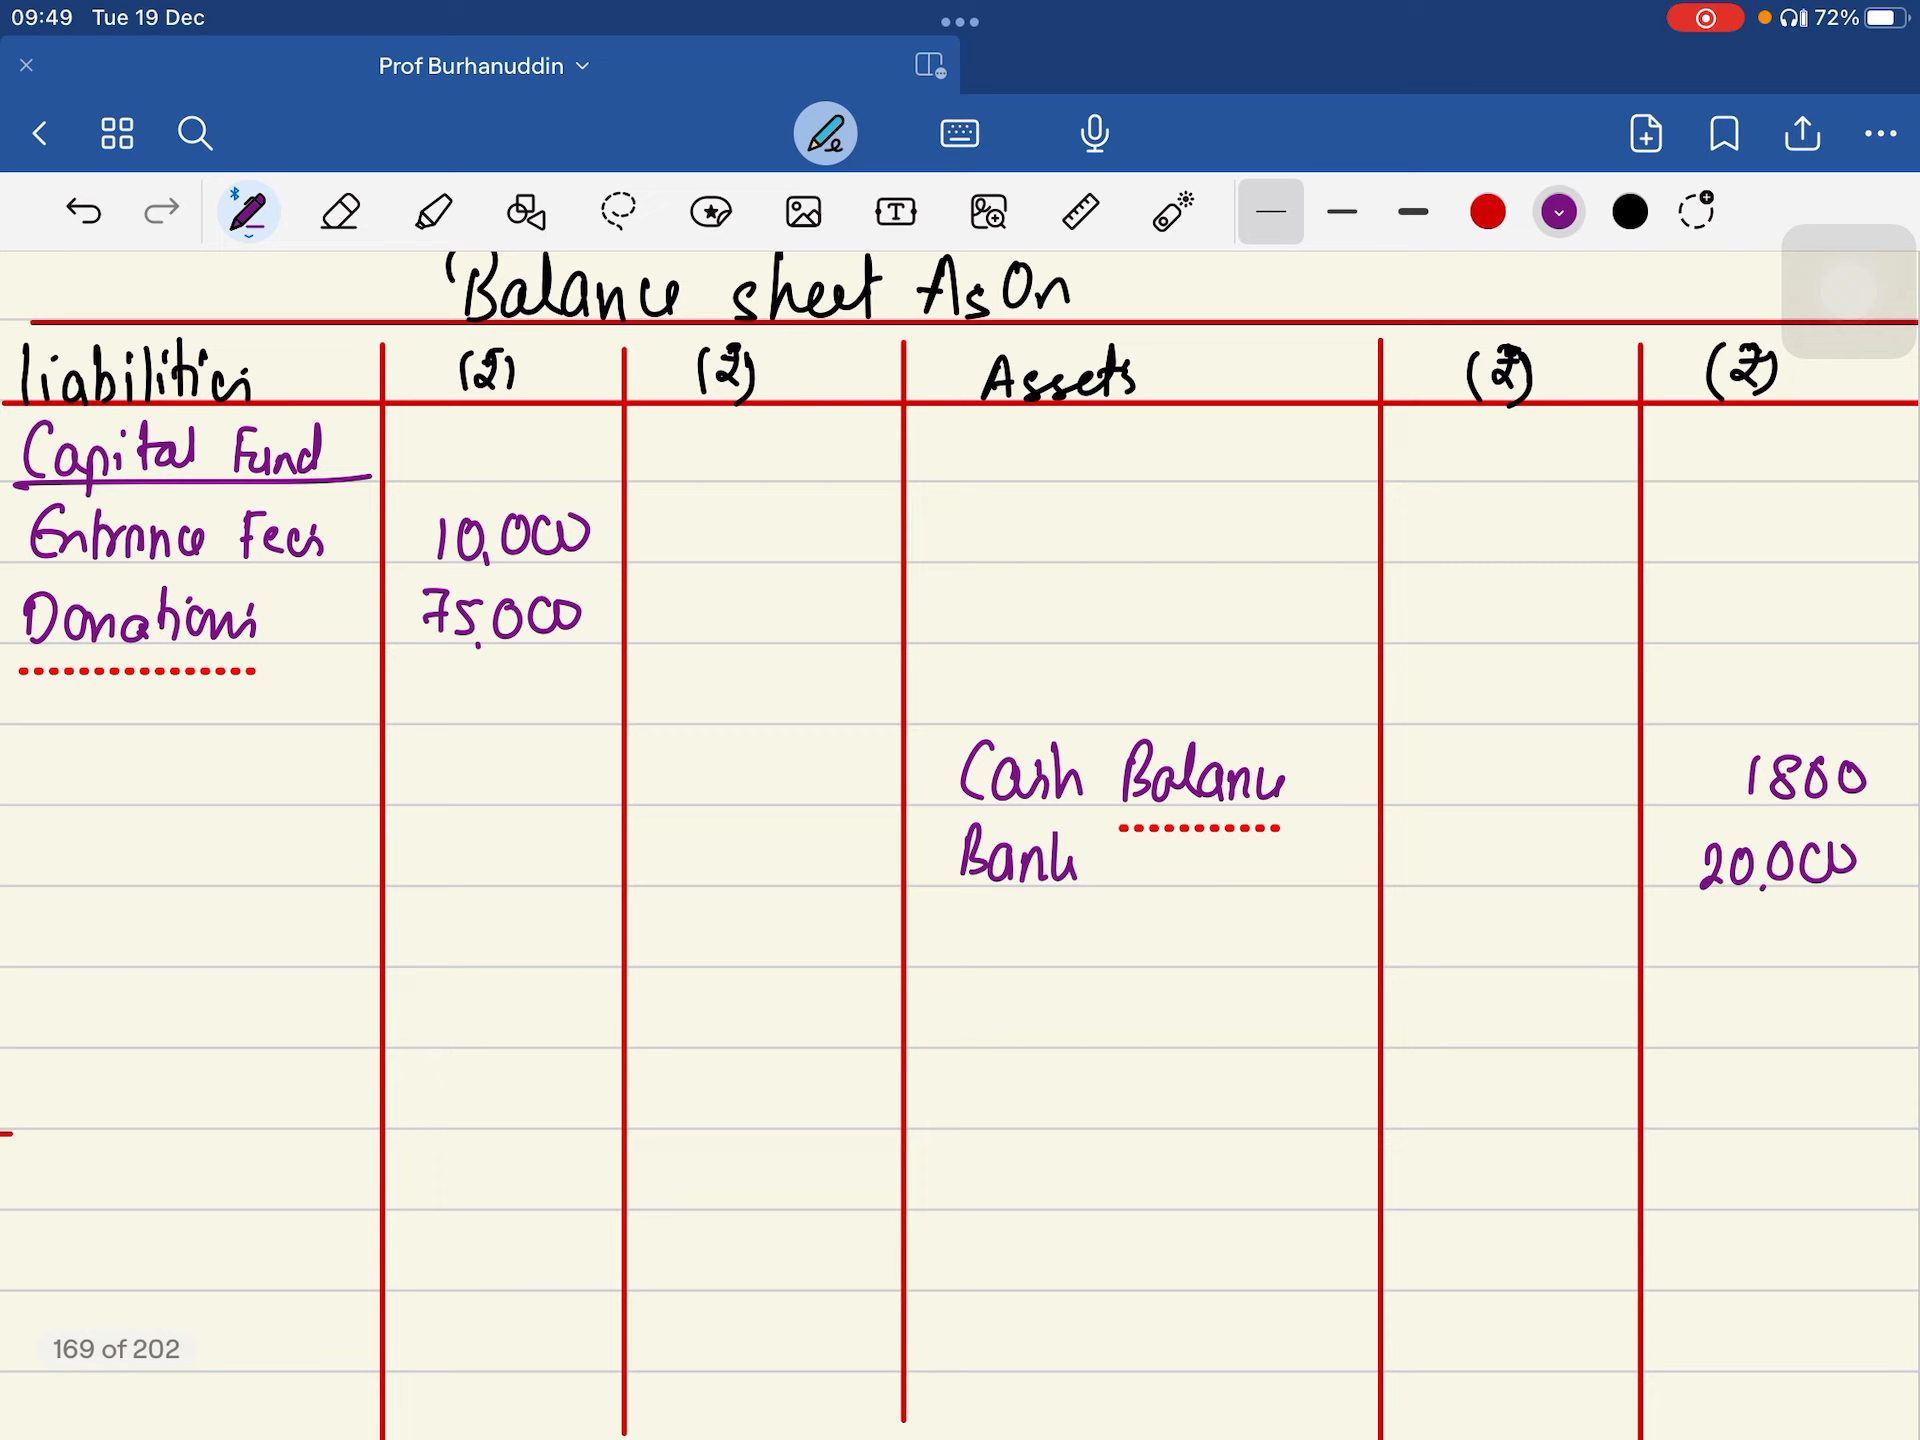 09:49 Tue 19 Dec
72%
Prof Burhanuddin
Balance sheet As On
Liabilities (₹) (₹) Assets (₹) (₹)
Capital Fund
Entrance Fees 10,000
Donations 75,000
Cash Balance 1800
Bank 20,000
169 of 202